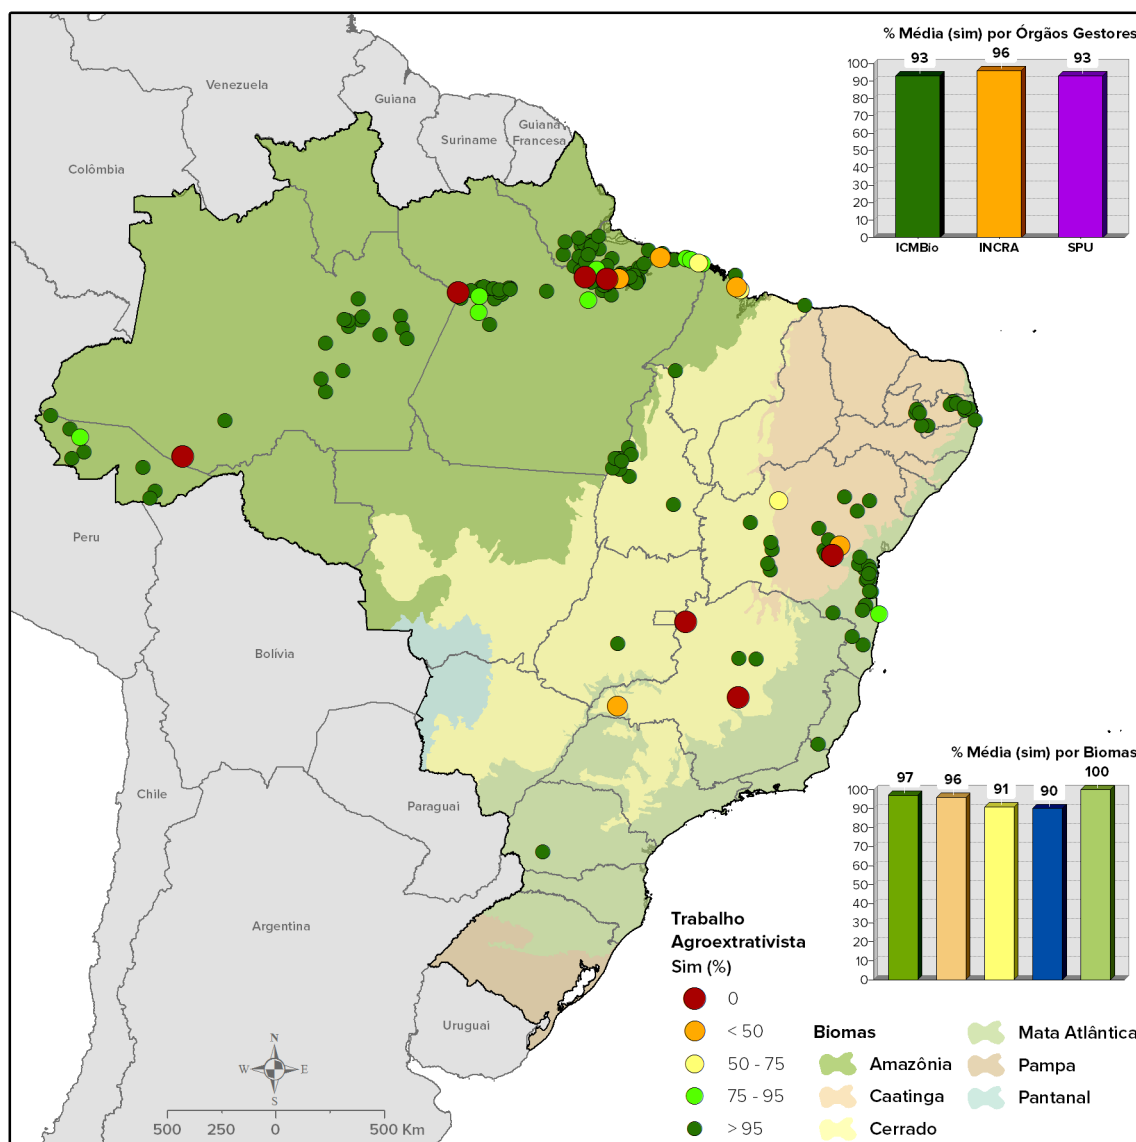 % Média (sim) por Órgãos Gestores
93
96
93
100
90
80
70
60
50
40
30
20
10
0
ICMBio
INCRA
SPU
Venezuela
Guiana
Suriname
Guiana
Francesa
Colômbia
Peru
Bolívia
Chile
Paraguai
Argentina
Uruguai
% Média (sim) por Biomas
97
96
91
90
100
100
90
80
70
60
50
40
30
20
10
0
Trabalho
Agroextrativista
Sim (%)
0
< 50
50 - 75
75 - 95
> 95
Biomas
Amazônia
Caatinga
Cerrado
Mata Atlântica
Pampa
Pantanal
N
W
E
S
500 250 0 500 Km